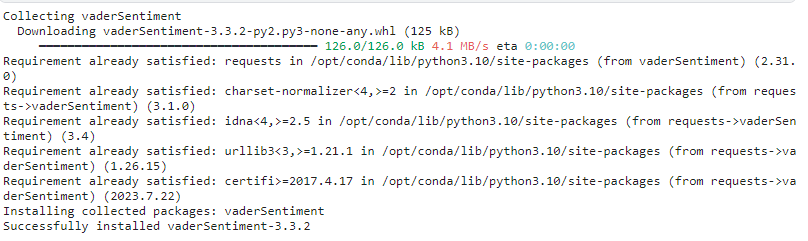 Collecting vaderSentiment
  Downloading vaderSentiment-3.3.2-py2.py3-none-any.whl (125 kB)
     ━━━━━━━━━━━━━━━━━━━━━━━━━━━━━━━━━━━━━━ 126.0/126.0 kB 4.1 MB/s eta 0:00:00
Requirement already satisfied: requests in /opt/conda/lib/python3.10/site-packages (from vaderSentiment) (2.31.
0)
Requirement already satisfied: charset-normalizer<4,>=2 in /opt/conda/lib/python3.10/site-packages (from reques
ts->vaderSentiment) (3.1.0)
Requirement already satisfied: idna<4,>=2.5 in /opt/conda/lib/python3.10/site-packages (from requests->vaderSen
timent) (3.4)
Requirement already satisfied: urllib3<3,>=1.21.1 in /opt/conda/lib/python3.10/site-packages (from requests->va
derSentiment) (1.26.15)
Requirement already satisfied: certifi>=2017.4.17 in /opt/conda/lib/python3.10/site-packages (from requests->va
derSentiment) (2023.7.22)
Installing collected packages: vaderSentiment
Successfully installed vaderSentiment-3.3.2